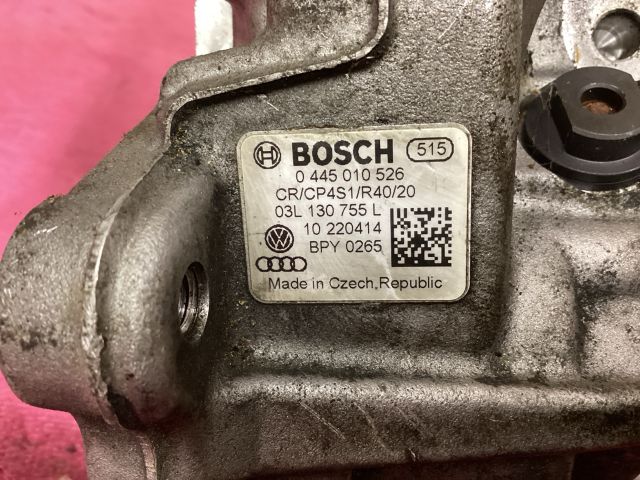 BOSCH 515
0 445 010 526
CR/CP4S1/R40/20
03L 130 755 L
10 220414
BPY 0265
Made in Czech.Republic